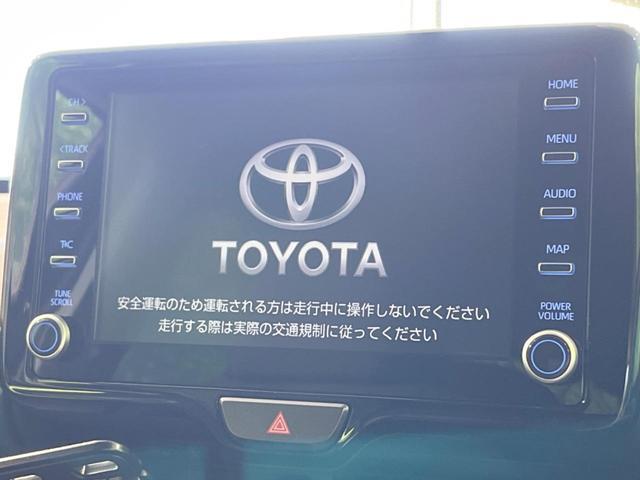 CH >
< TRACK
PHONE
T&C
TUNE
SCROLL
TOYOTA
安全運転のため運転される方は走行中に操作しないでください
走行する際は実際の交通規制に従ってください
HOME
MENU
AUDIO
MAP
POWER
VOLUME